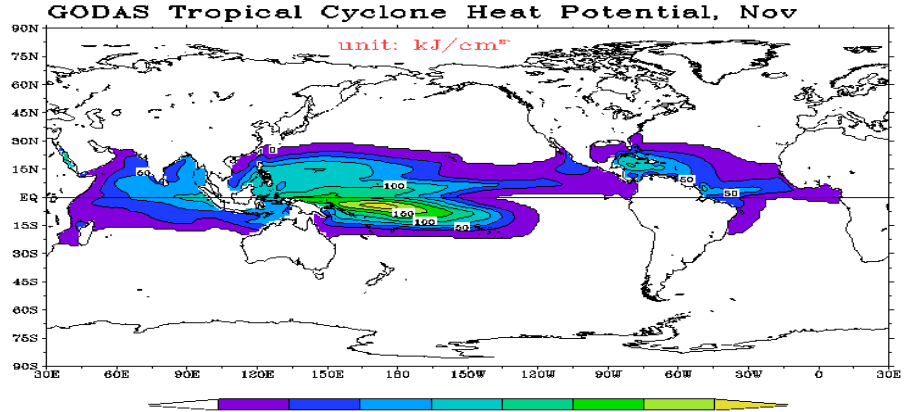 GODAS Tropical Cyclone Heat Potential, Nov
90N
unit: kJ/cm²
75N
60N
45N
30N
0
15N
50
50
100
50
EQ
160
100
50
15S
30S
45S
60S
75S
90S
30E 60E 90E 120E 150E 180 150W 120W 90W 60W 30W 0 30E